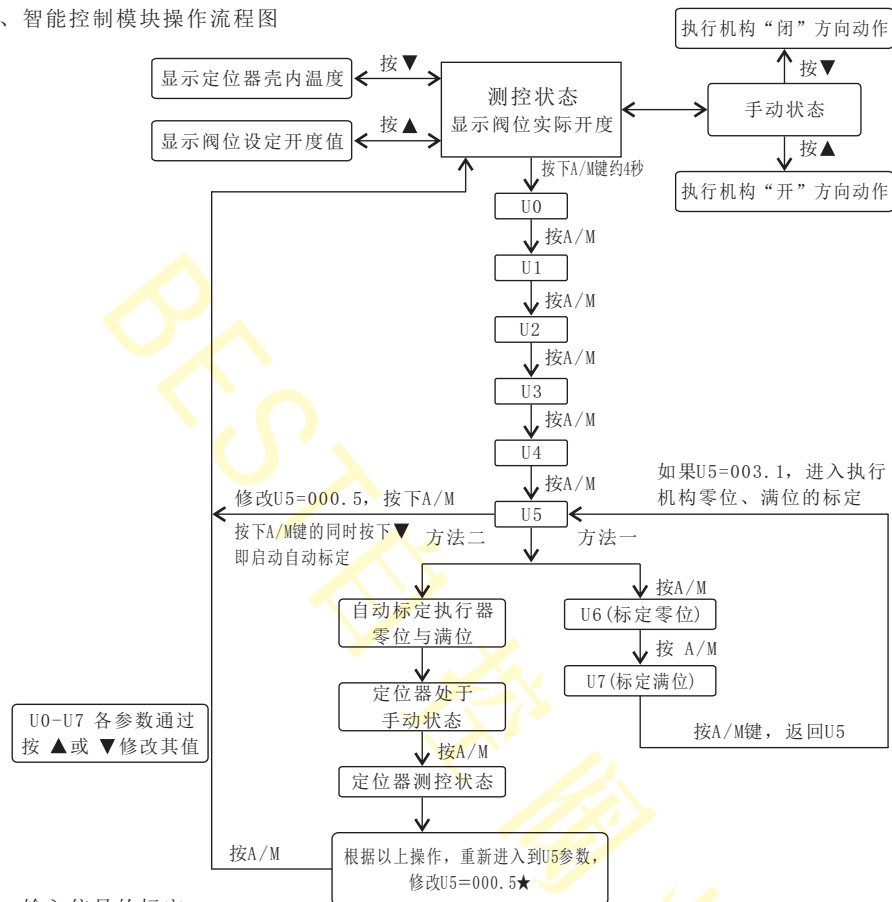 、智能控制模块操作流程图
执行机构“闭”方向动作
按▼
显示定位器壳内温度
按▼
测控状态
显示阀位实际开度
手动状态
显示阀位设定开度值
按▲
按▲
执行机构“开”方向动作
按下A/M键约4秒
U0
按A/M
U1
按A/M
U2
按A/M
U3
按A/M
U4
按A/M
如果U5=003.1，进入执行
机构零位、满位的标定
修改U5=000.5，按下A/M
U5
按下A/M键的同时按下▼
即启动自动标定
方法二
方法一
按A/M
自动标定执行器
零位与满位
U6(标定零位)
按 A/M
U7(标定满位)
定位器处于
手动状态
按A/M键，返回U5
U0-U7 各参数通过
按 ▲或 ▼修改其值
按A/M
定位器测控状态
按A/M
根据以上操作，重新进入到U5参数，
修改U5＝000.5★
BEST自控阀